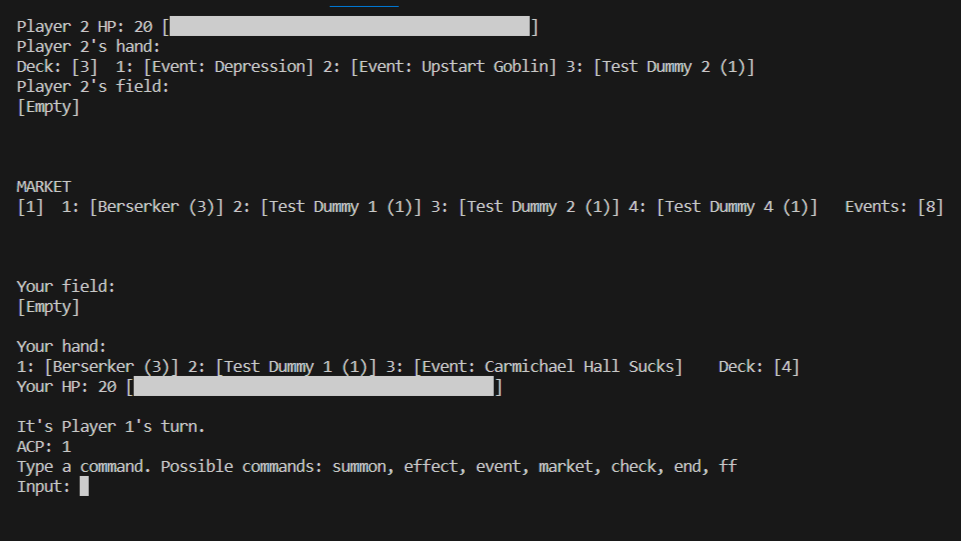 Player 2 HP: 20 [                                        ]
Player 2's hand:
Deck: [3]  1: [Event: Depression] 2: [Event: Upstart Goblin] 3: [Test Dummy 2 (1)]
Player 2's field:
[Empty]
MARKET
[1]  1: [Berserker (3)] 2: [Test Dummy 1 (1)] 3: [Test Dummy 2 (1)] 4: [Test Dummy 4 (1)]   Events: [8]
Your field:
[Empty]
Your hand:
1: [Berserker (3)] 2: [Test Dummy 1 (1)] 3: [Event: Carmichael Hall Sucks]    Deck: [4]
Your HP: 20 [                                        ]
It's Player 1's turn.
ACP: 1
Type a command. Possible commands: summon, effect, event, market, check, end, ff
Input: